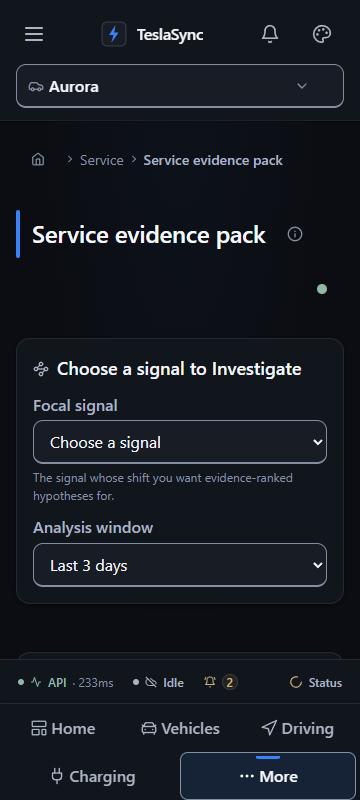 TeslaSync
Aurora
Service
Service evidence pack
Service evidence pack
Choose a signal to Investigate
Focal signal
Choose a signal
The signal whose shift you want evidence-ranked
hypotheses for.
Analysis window
Last 3 days
API · 233ms
Idle
2
Status
Home
Vehicles
Driving
Charging
More